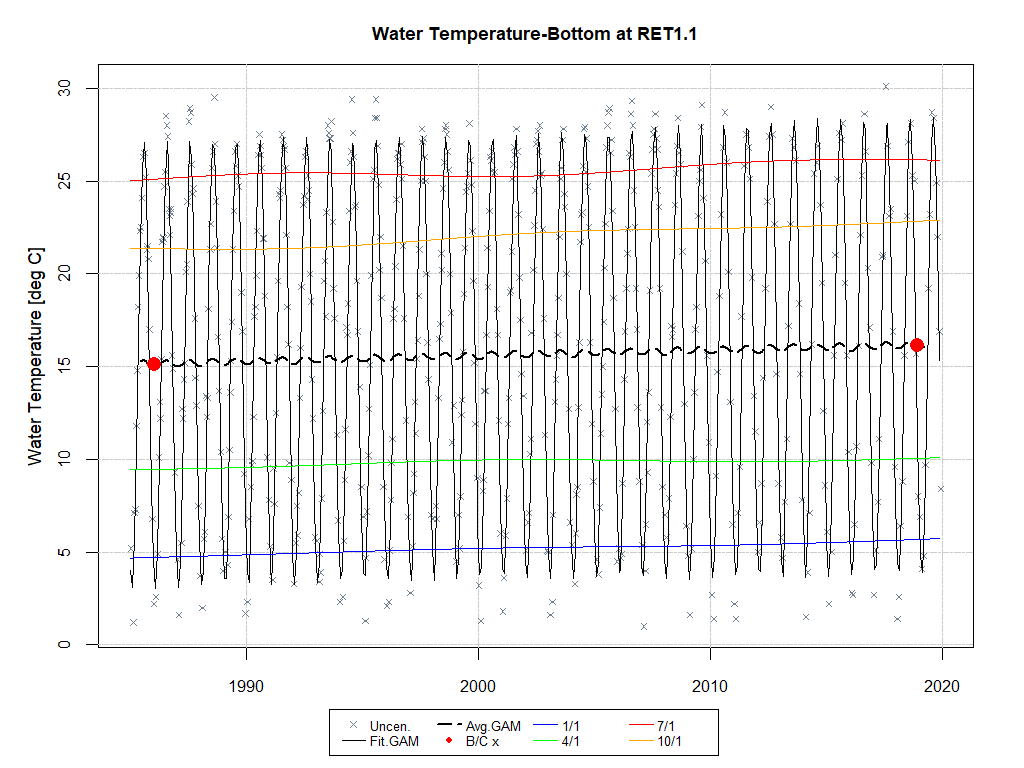 Water Temperature-Bottom at RET1.1
Water Temperature [deg C]
30
25
20
15
10
5
0
1990 2000 2010 2020
Uncen. Avg.GAM 1/1 7/1
Fit.GAM B/C x 4/1 10/1